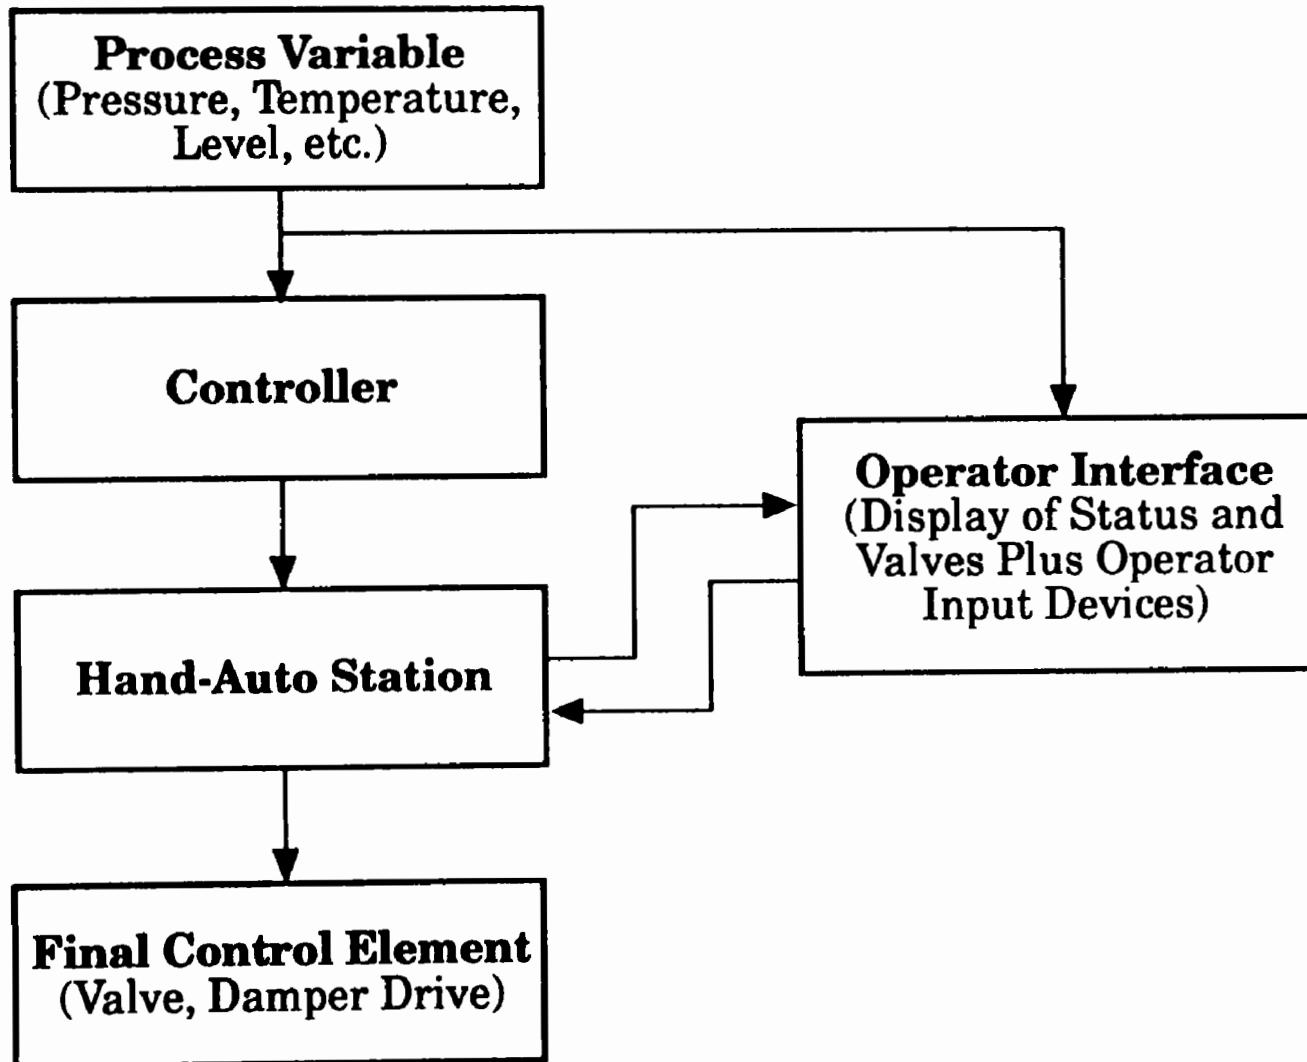 Process Variable
(Pressure, Temperature,
Level, etc.)
Controller
Operator Interface
(Display of Status and
Valves Plus Operator
Input Devices)
Hand-Auto Station
Final Control Element
(Valve, Damper Drive)